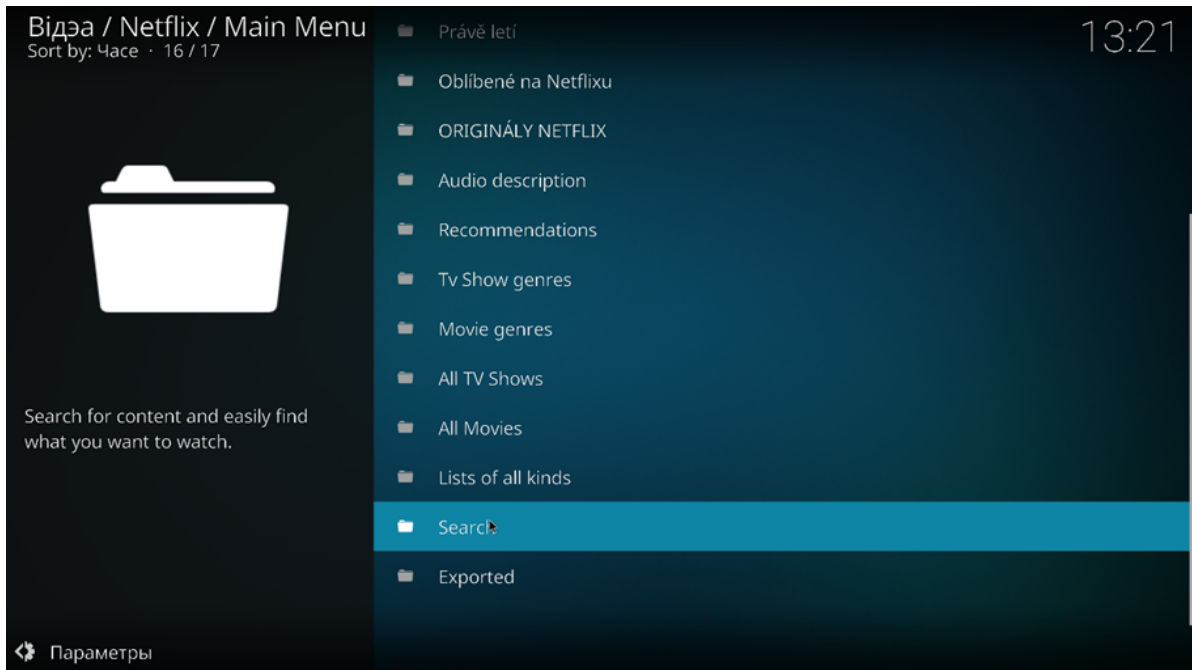 Відэа / Netflix / Main Menu
Sort by: Часе · 16 / 17
13:21
Právě letí
Oblíbené na Netflixu
ORIGINÁLY NETFLIX
Audio description
Recommendations
Tv Show genres
Movie genres
All TV Shows
All Movies
Lists of all kinds
Search
Exported
Search for content and easily find
what you want to watch.
Параметры